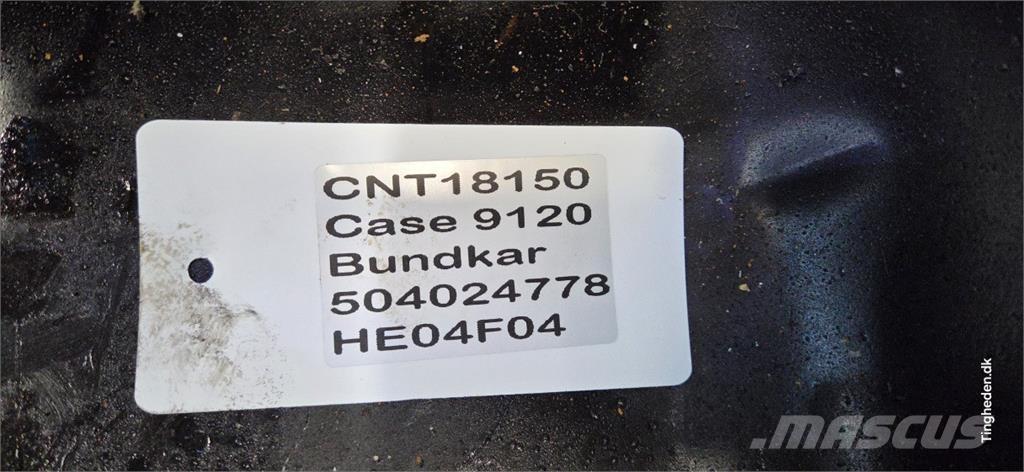 CNT18150
Case 9120
Bundkar
504024778
HE04F04
Tingheden.dk
MASCUS